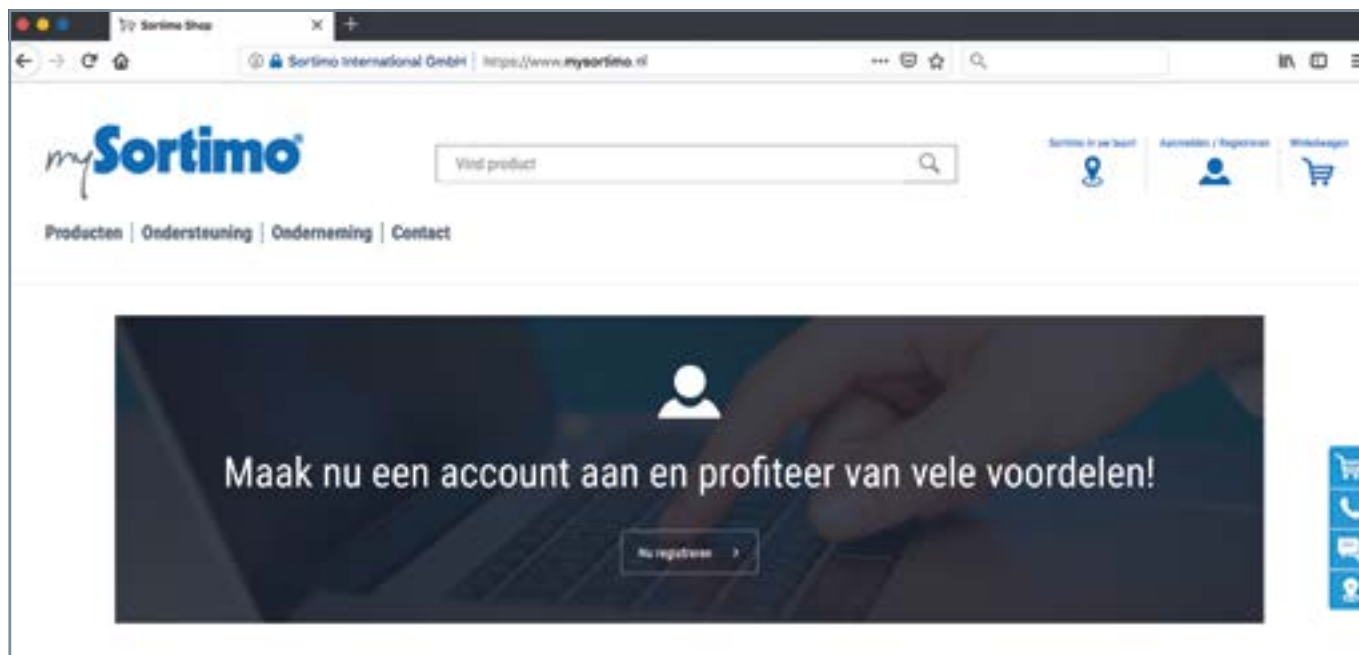 Sortimo Shop
Sortimo International GmbH https://www.mysortimo.nl
mySortimo®
Vind product
Sortimo in uw buurt
Aanmelden / Registreren
Winkelwagen
Producten | Ondersteuning | Onderneming | Contact
Maak nu een account aan en profiteer van vele voordelen!
Nu registreren